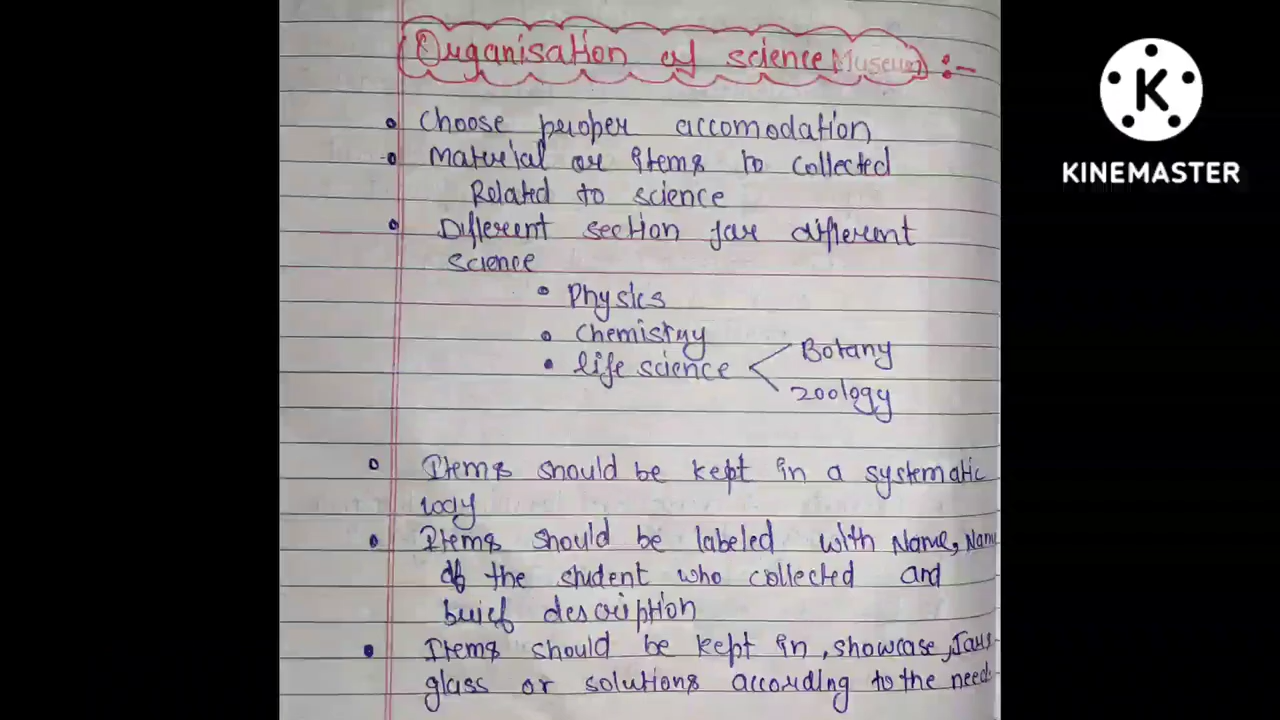 Organisation of science Museum :-
• Choose proper accomodation
• Material or items to collected
Related to science
• Different section for different
science
• Physics
• Chemistry
• life science < Botany
Zoology
• Items should be kept in a systematic
way
• Items should be labeled with Name, Name
of the student who collected and
brief description
• Items should be kept in, showcase, Jars
glass or solutions according to the need
KINEMASTER